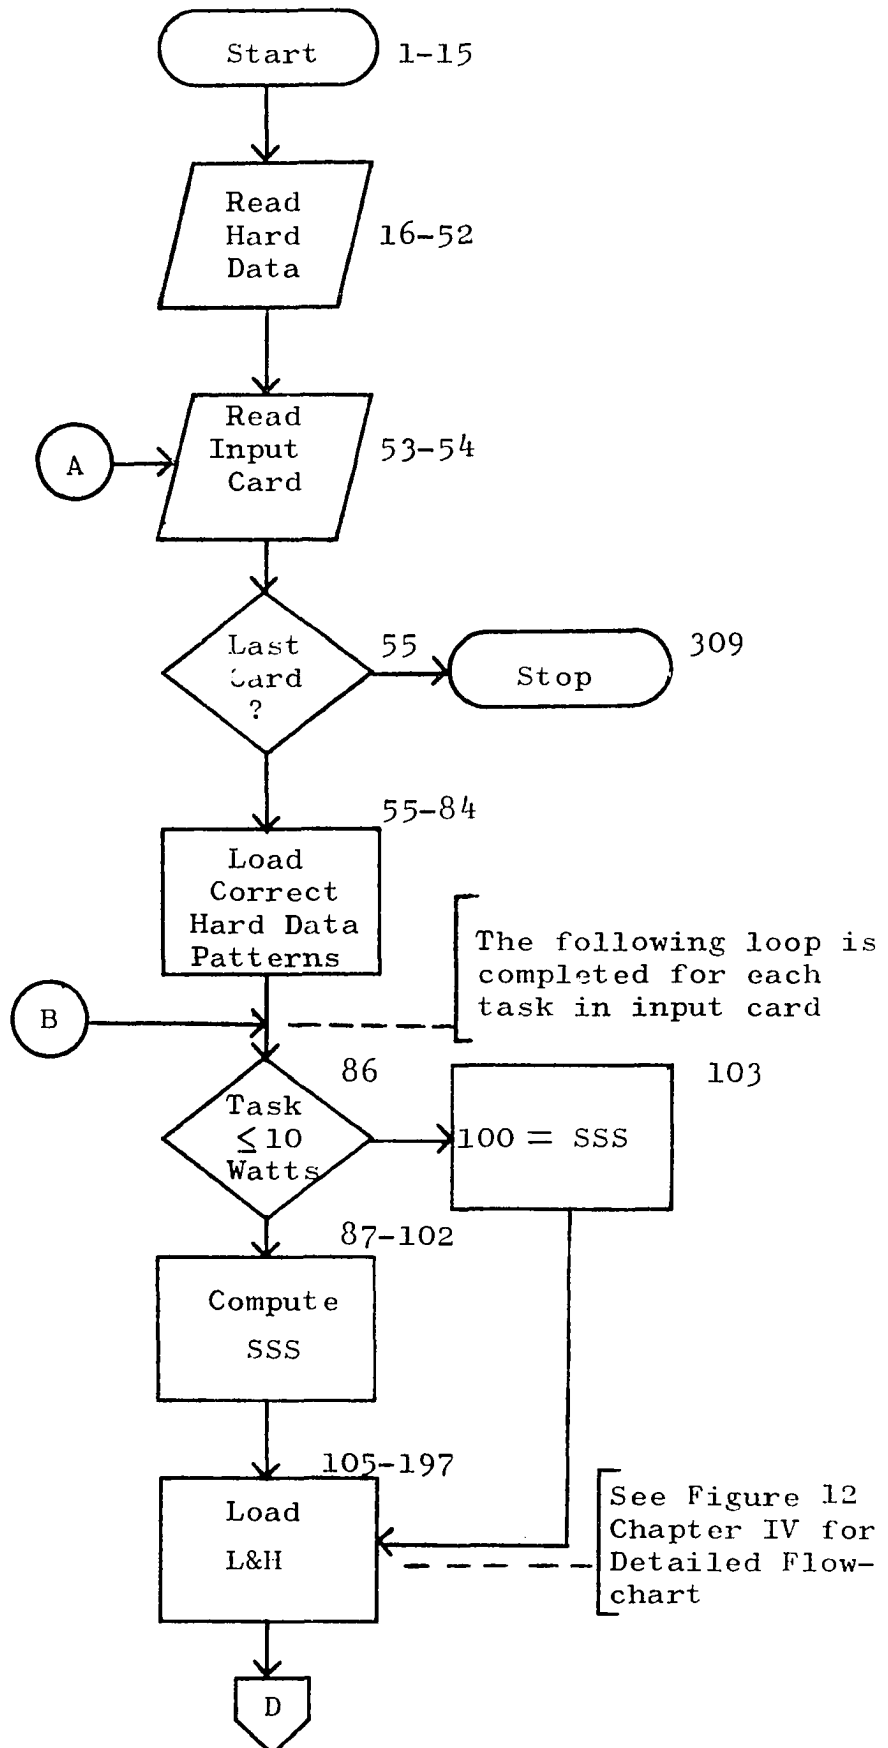 Start 1-15
Read
Hard
Data
16-52
Read
Input
Card
53-54
A
Last
Card
?
55
Stop
309
55-84
Load
Correct
Hard Data
Patterns
The following loop is
completed for each
task in input card
B
86
Task
≤ 10
Watts
100 = SSS
103
87-102
Compute
SSS
105-197
Load
L&H
See Figure 12
Chapter IV for
Detailed Flow-
chart
D